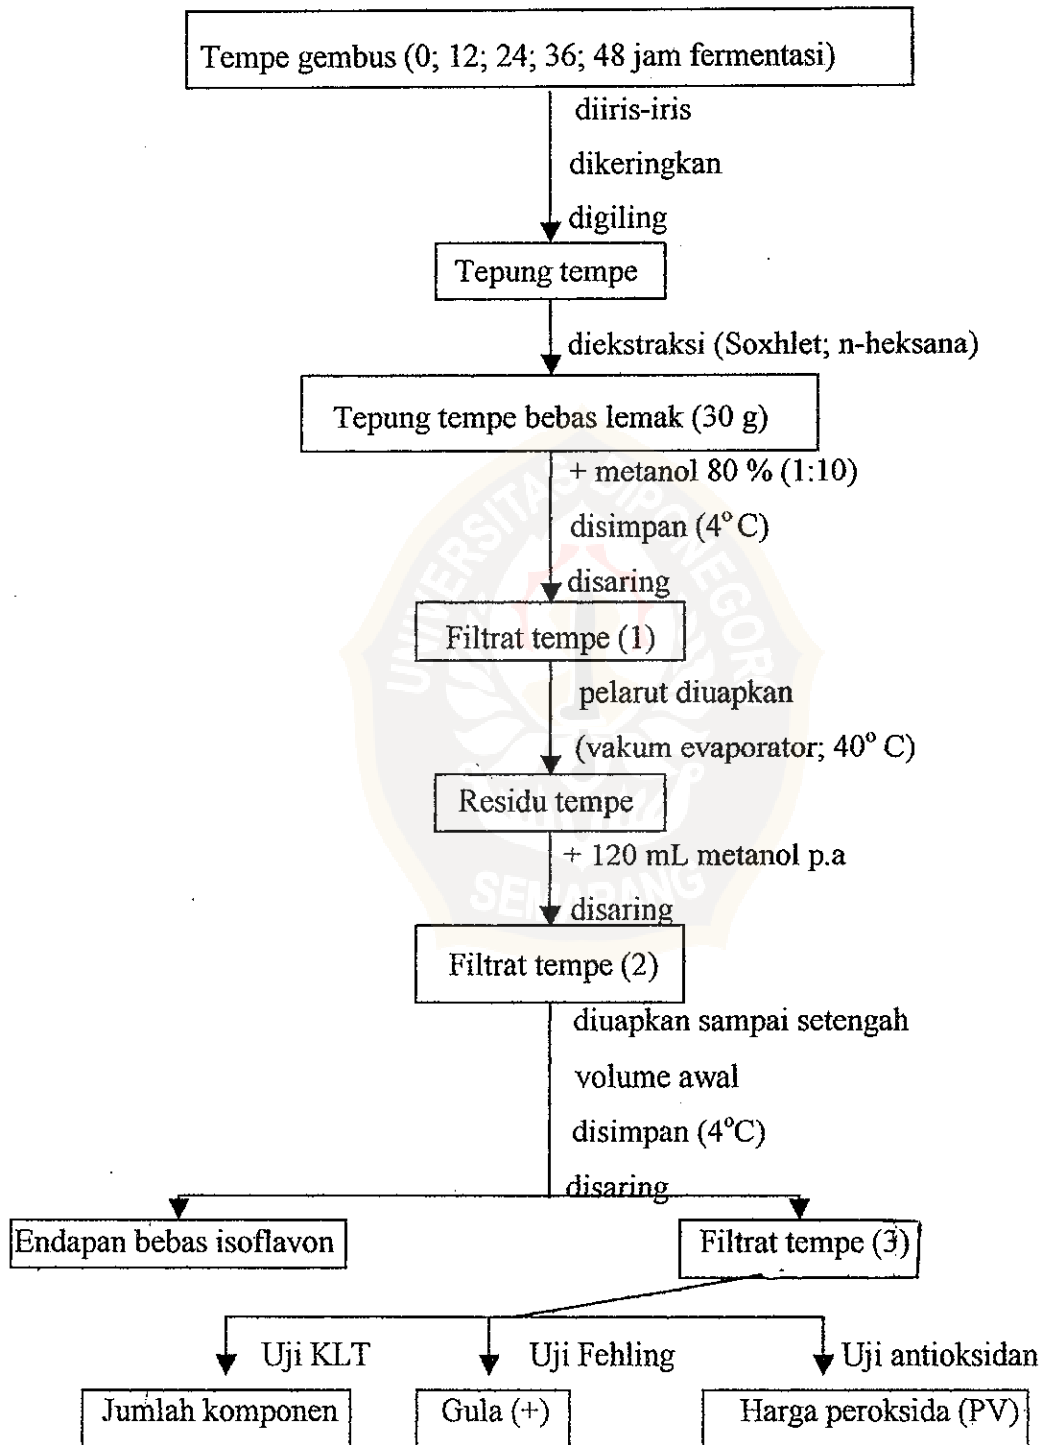 Tempe gembus (0; 12; 24; 36; 48 jam fermentasi)
diiris-iris
dikeringkan
digiling
Tepung tempe
diekstraksi (Soxhlet; n-heksana)
Tepung tempe bebas lemak (30 g)
+ metanol 80 % (1:10)
disimpan (4° C)
disaring
Filtrat tempe (1)
pelarut diuapkan
(vakum evaporator; 40° C)
Residu tempe
+ 120 mL metanol p.a
disaring
Filtrat tempe (2)
diuapkan sampai setengah
volume awal
disimpan (4°C)
disaring
Endapan bebas isoflavon
Filtrat tempe (3)
Uji KLT
Uji Fehling
Uji antioksidan
Jumlah komponen
Gula (+)
Harga peroksida (PV)
UNIVERSITAS DIPONEGORO
SEMARANG